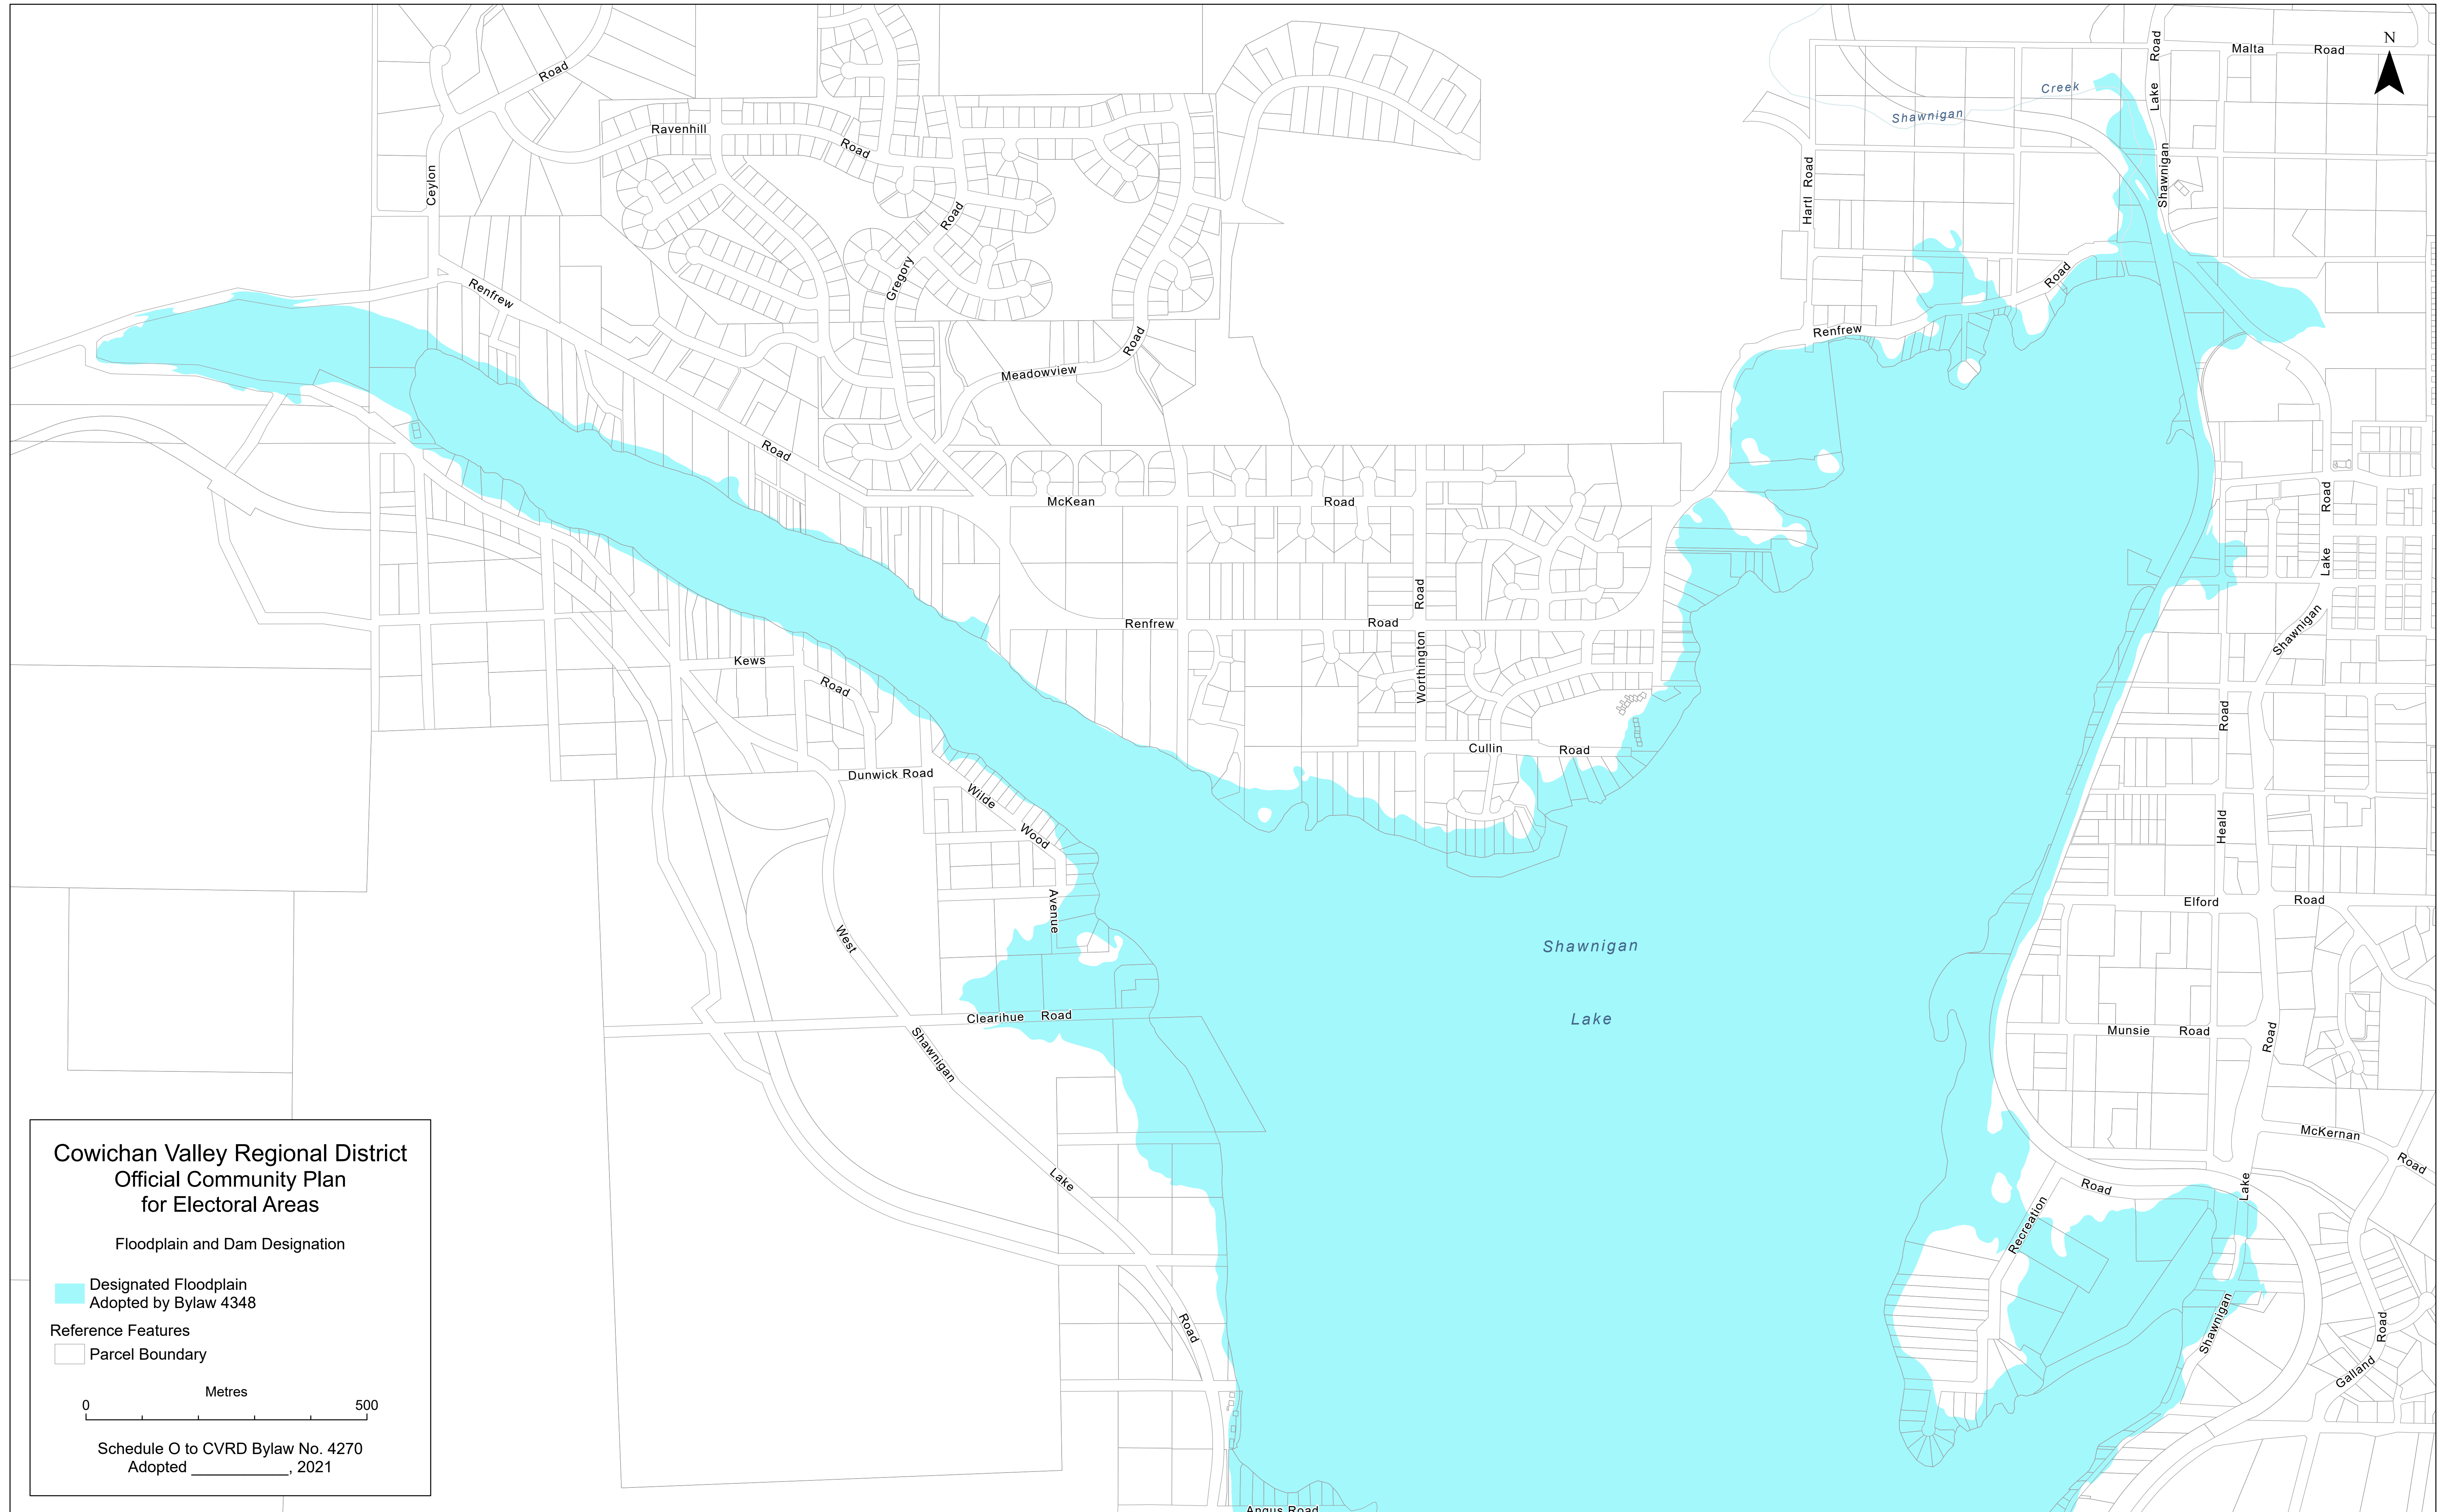 Road
Malta Road
N
Road
Lake
Shawnigan
Creek
Shawnigan
Hartl Road
Ravenhill
Road
Ceylon
Road
Gregory
Renfrew
Road
Meadowview
Road
Renfrew
Road
McKean Road
Road
Lake
Shawnigan
Renfrew Road
Road
Worthington
Kews
Road
Dunwick Road
Wilde
Wood
Avenue
Cullin Road
Road
Heald
Elford Road
West
Shawnigan
Lake
Road
Clearihue Road
Shawnigan
Lake
Munsie Road
Road
Lake
Shawnigan
McKernan
Road
Road
Recreation
Road
Galland
Angus Road
Cowichan Valley Regional District
Official Community Plan
for Electoral Areas
Floodplain and Dam Designation
Designated Floodplain
Adopted by Bylaw 4348
Reference Features
Parcel Boundary
Metres
0 500
Schedule O to CVRD Bylaw No. 4270
Adopted ____________, 2021